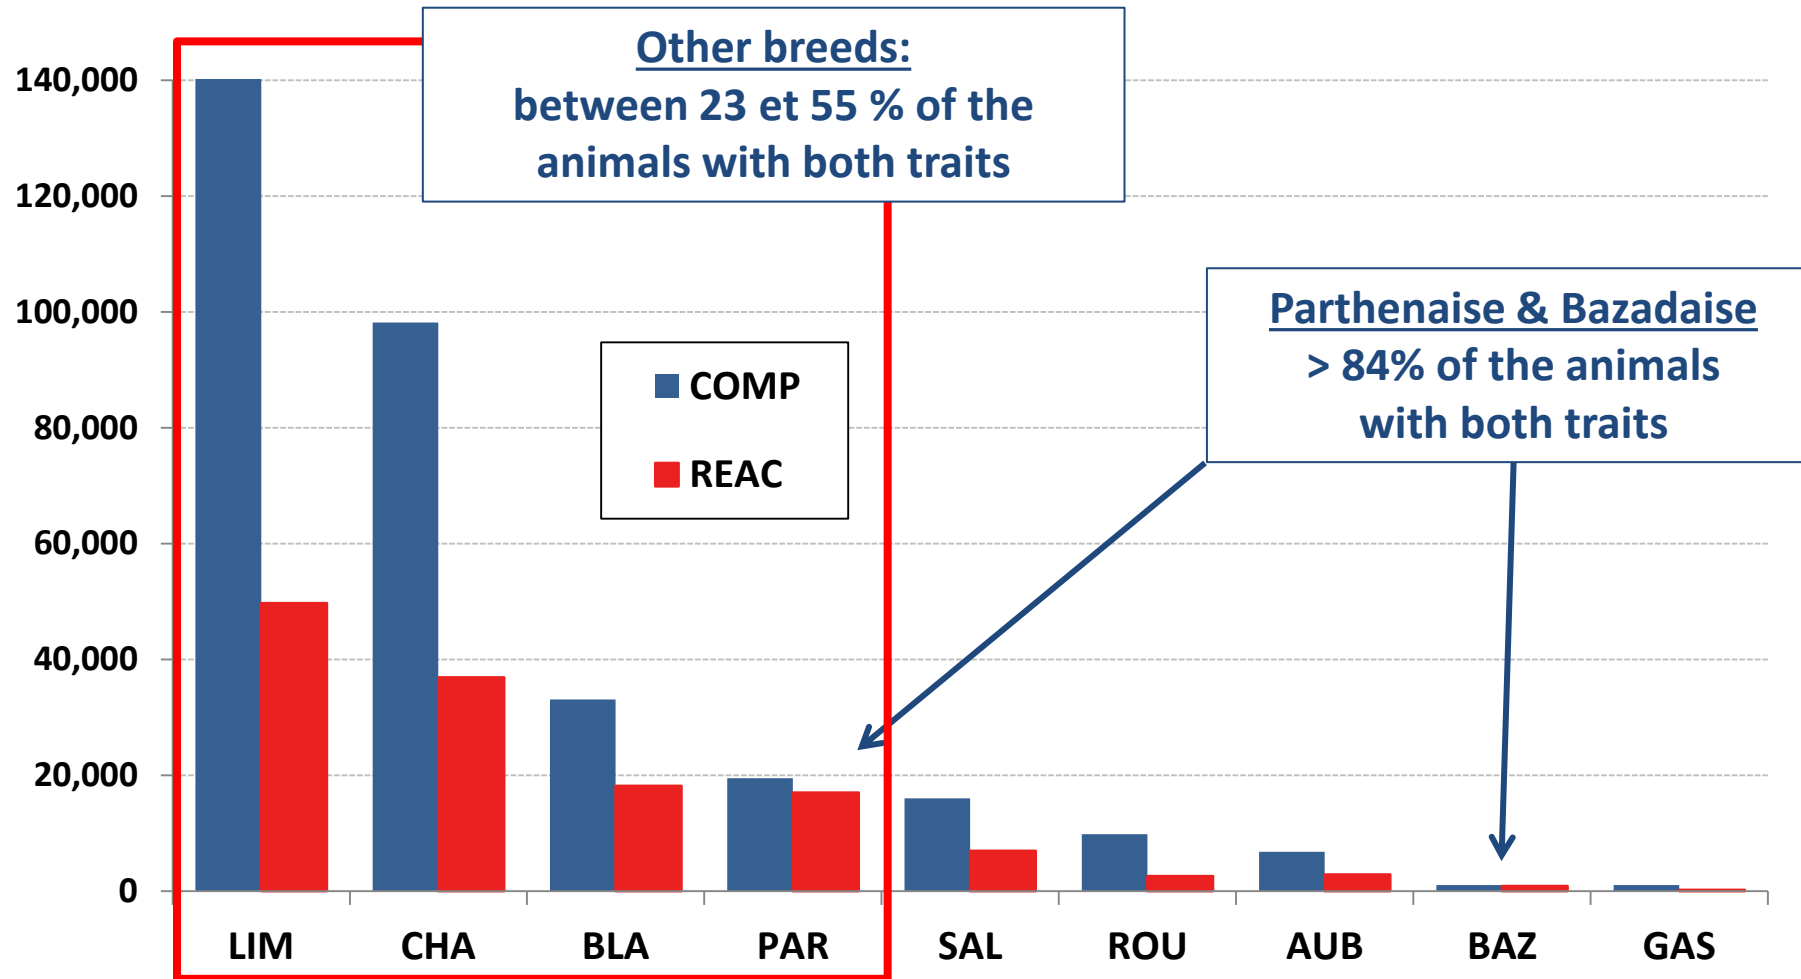 Other breeds:
between 23 et 55 % of the
animals with both traits
140,000
120,000
100,000
80,000
60,000
40,000
20,000
0
COMP
REAC
Parthenaise & Bazadaise
> 84% of the animals
with both traits
LIM CHA BLA PAR SAL ROU AUB BAZ GAS